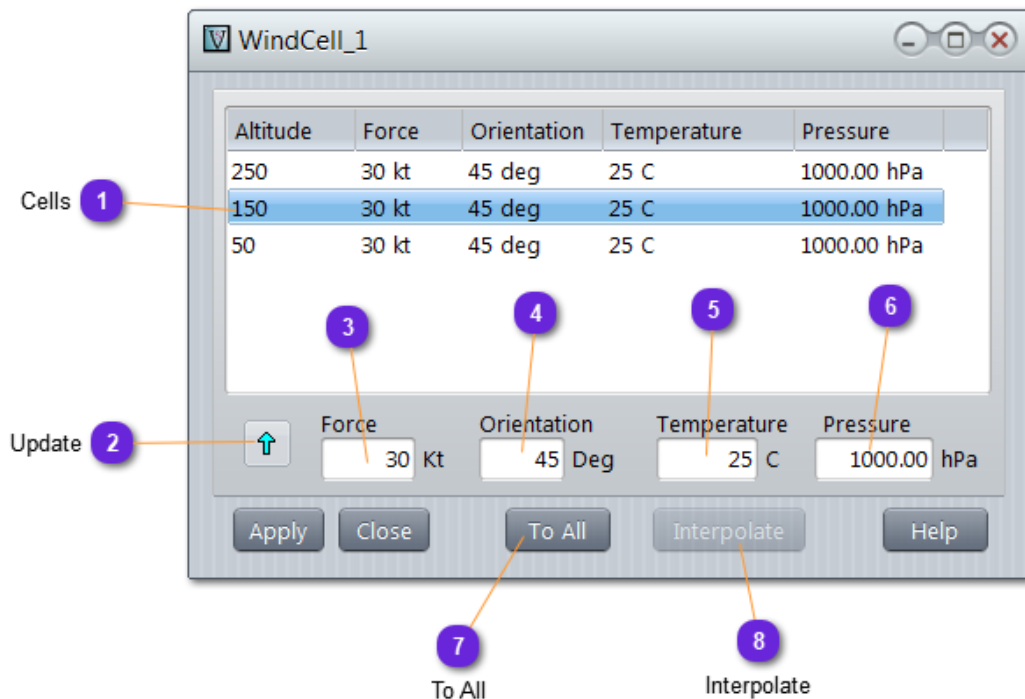 WindCell_1
Altitude Force Orientation Temperature Pressure
250 30 kt 45 deg 25 C 1000.00 hPa
Cells 1 150 30 kt 45 deg 25 C 1000.00 hPa
50 30 kt 45 deg 25 C 1000.00 hPa
3 4 5 6
Force Orientation Temperature Pressure
Update 2 30 Kt 45 Deg 25 C 1000.00 hPa
Apply Close To All Interpolate Help
7 8
To All Interpolate